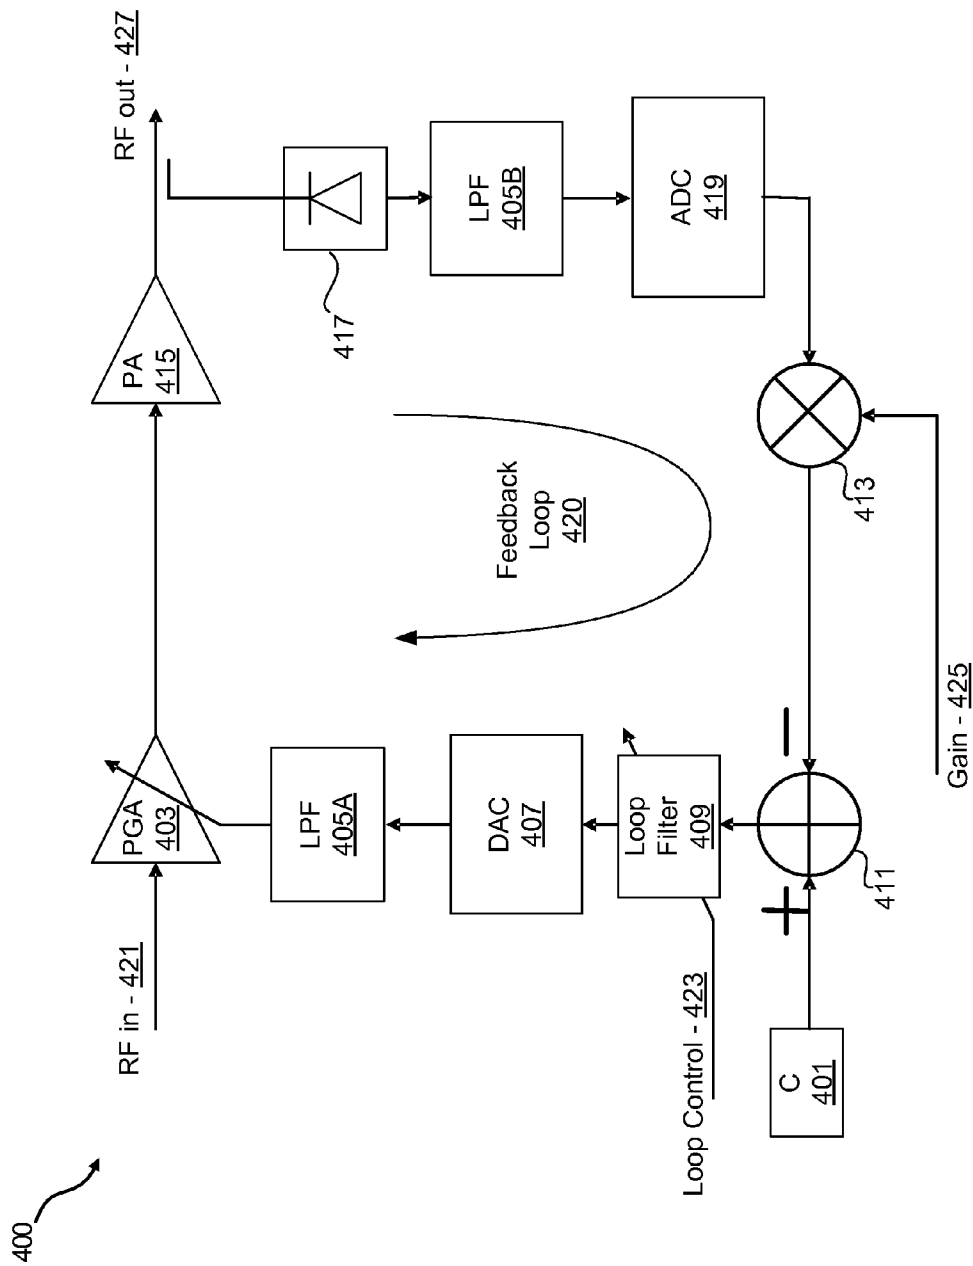 400
RF in - 421
PGA
403
PA
415
RF out - 427
LPF
405A
417
DAC
407
Feedback
Loop
420
LPF
405B
Loop
Filter
409
ADC
419
Loop Control - 423
C
401
+
411
-
413
Gain - 425